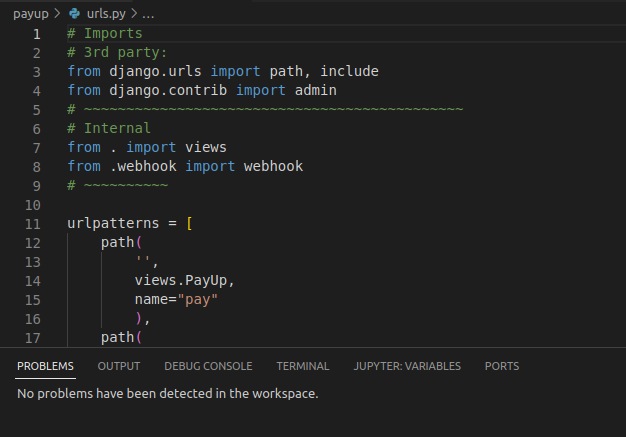 payup > urls.py > ...
1 # Imports
2 # 3rd party:
3 from django.urls import path, include
4 from django.contrib import admin
5 # ~~~~~~~~~~~~~~~~~~~~~~~~~~~~~~~~~~~~~~~~~~~~~
6 # Internal
7 from . import views
8 from .webhook import webhook
9 # ~~~~~~~~~~
10
11 urlpatterns = [
12     path(
13         '',
14         views.PayUp,
15         name="pay"
16         ),
17     path(
PROBLEMS OUTPUT DEBUG CONSOLE TERMINAL JUPYTER: VARIABLES PORTS
No problems have been detected in the workspace.